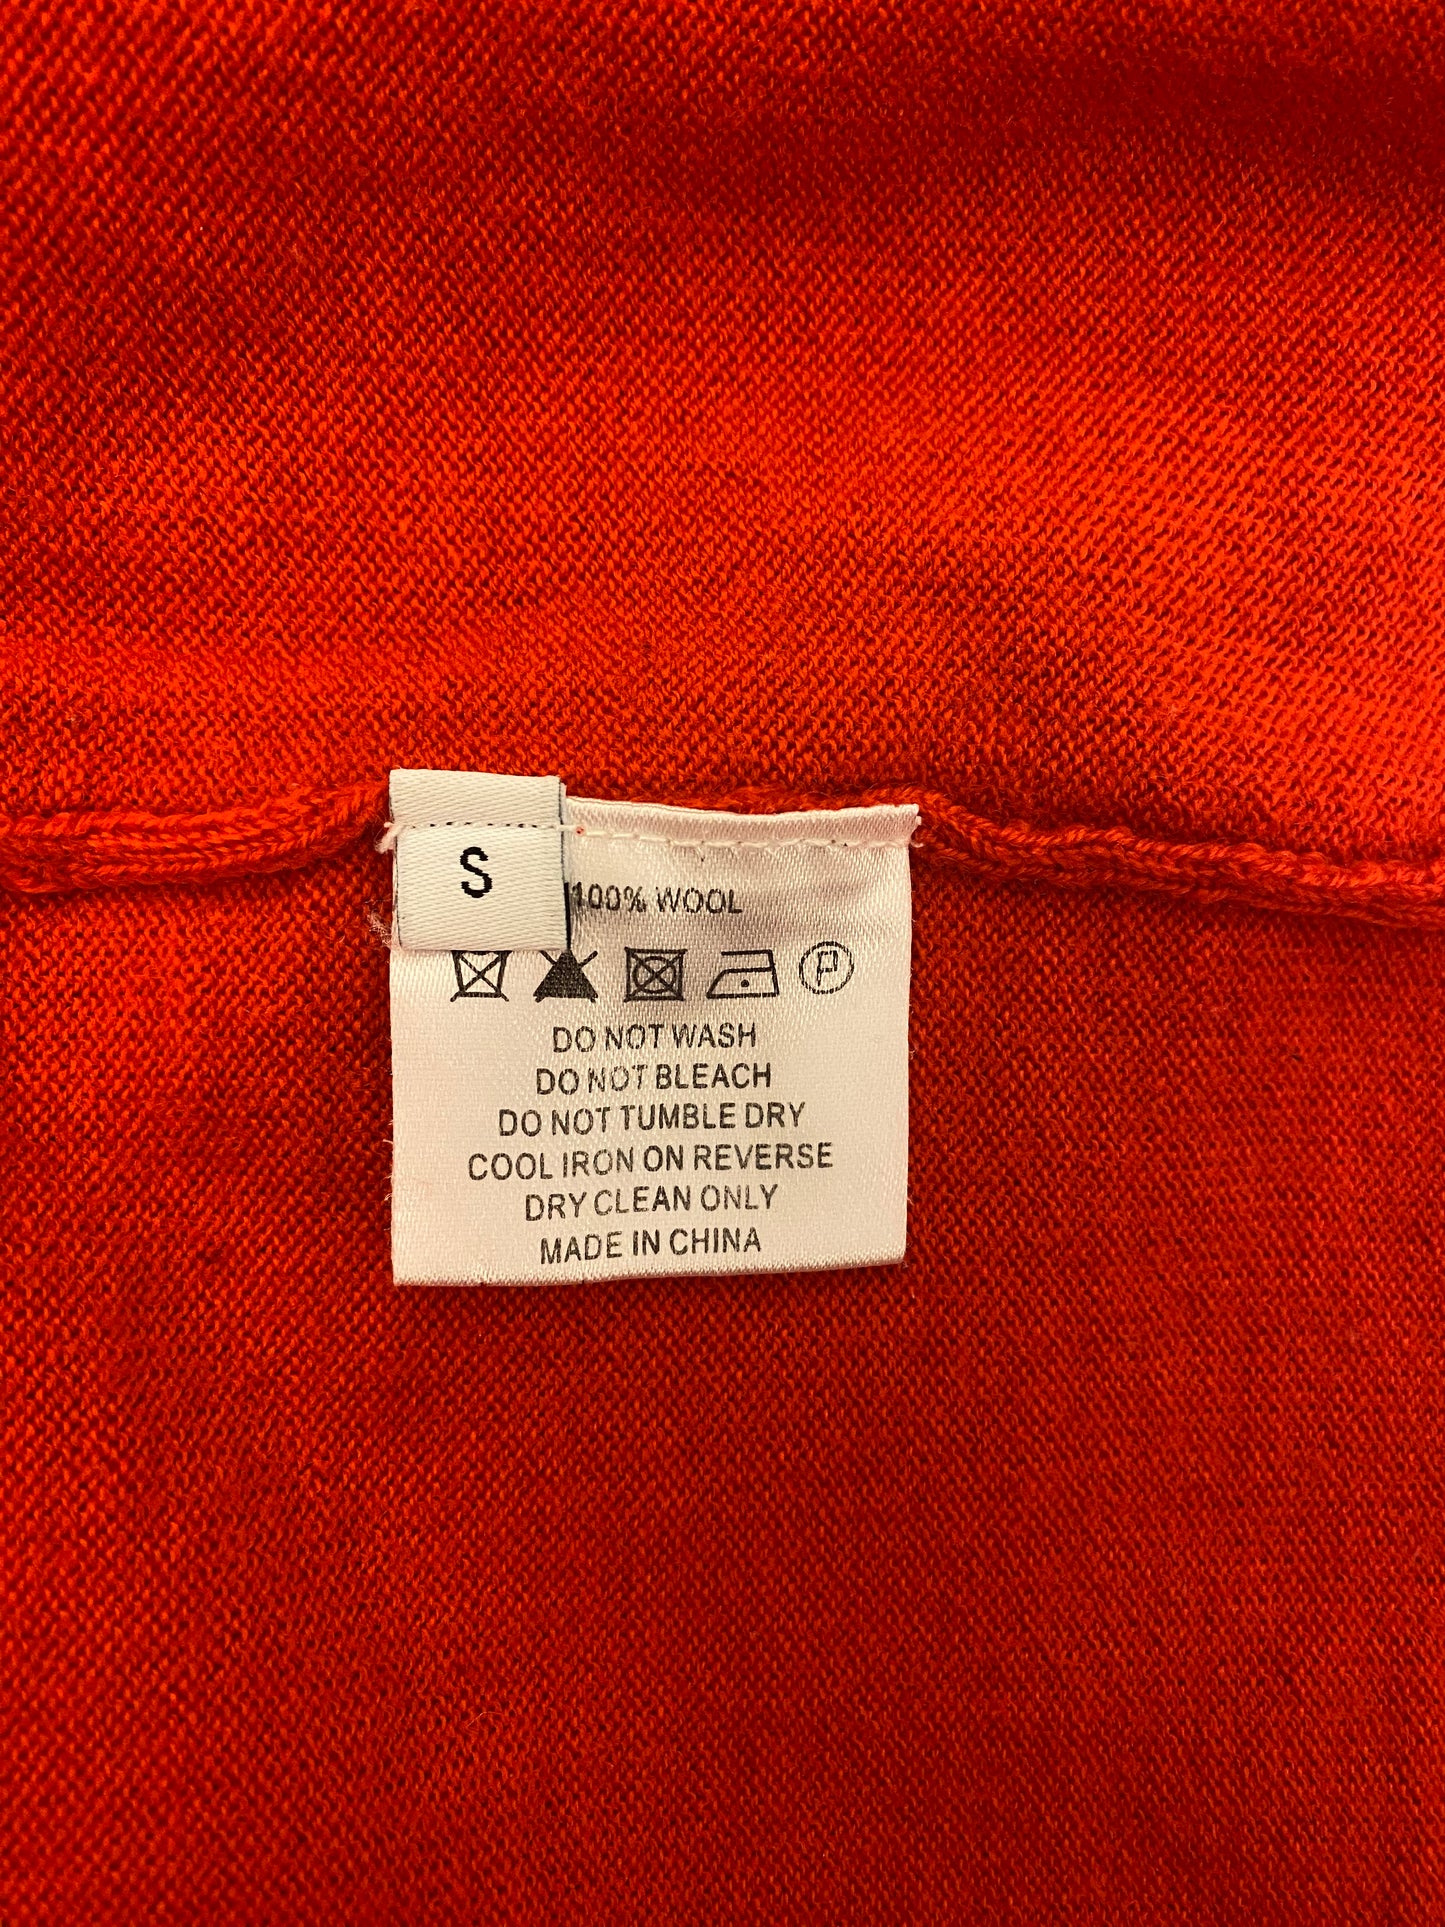 S
100% WOOL
P
DO NOT WASH
DO NOT BLEACH
DO NOT TUMBLE DRY
COOL IRON ON REVERSE
DRY CLEAN ONLY
MADE IN CHINA